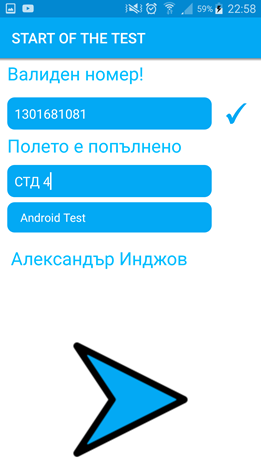 59% 22:58
START OF THE TEST
Валиден номер!
1301681081
Полето е попълнено
СТД 4
Android Test
Александър Инджов